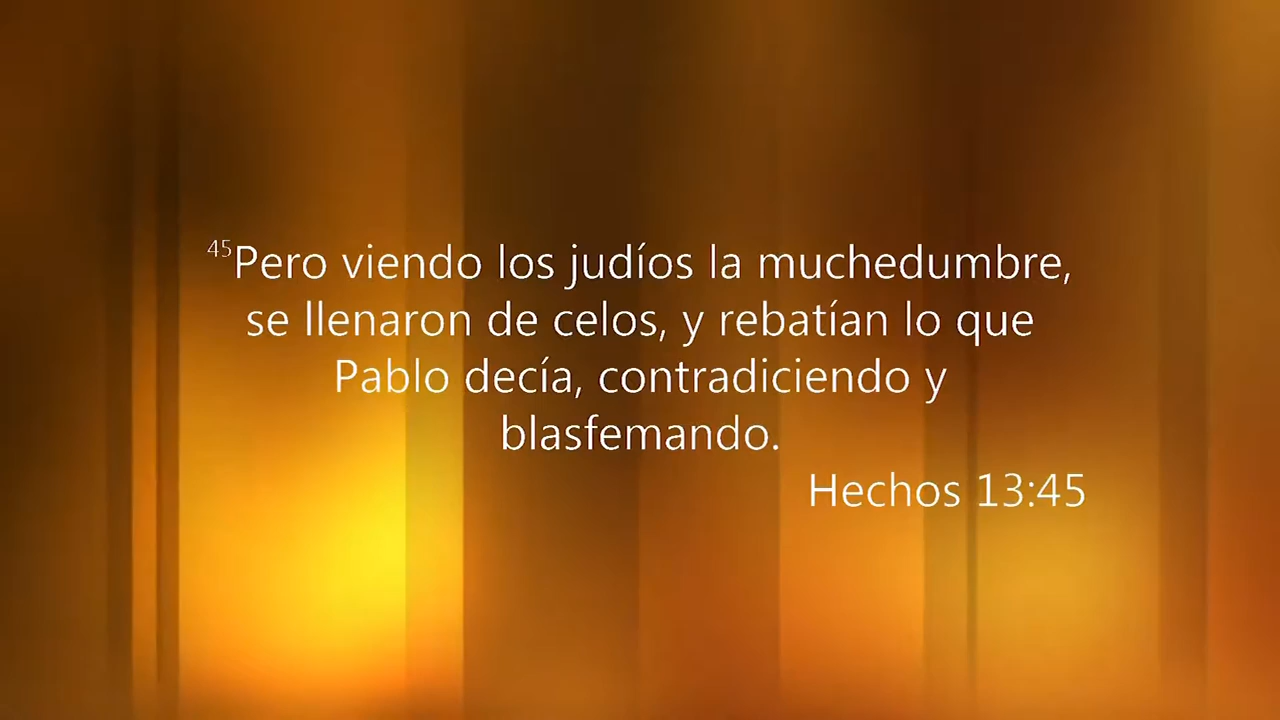 45Pero viendo los judíos la muchedumbre,
se llenaron de celos, y rebatían lo que
Pablo decía, contradiciendo y
blasfemando.
Hechos 13:45